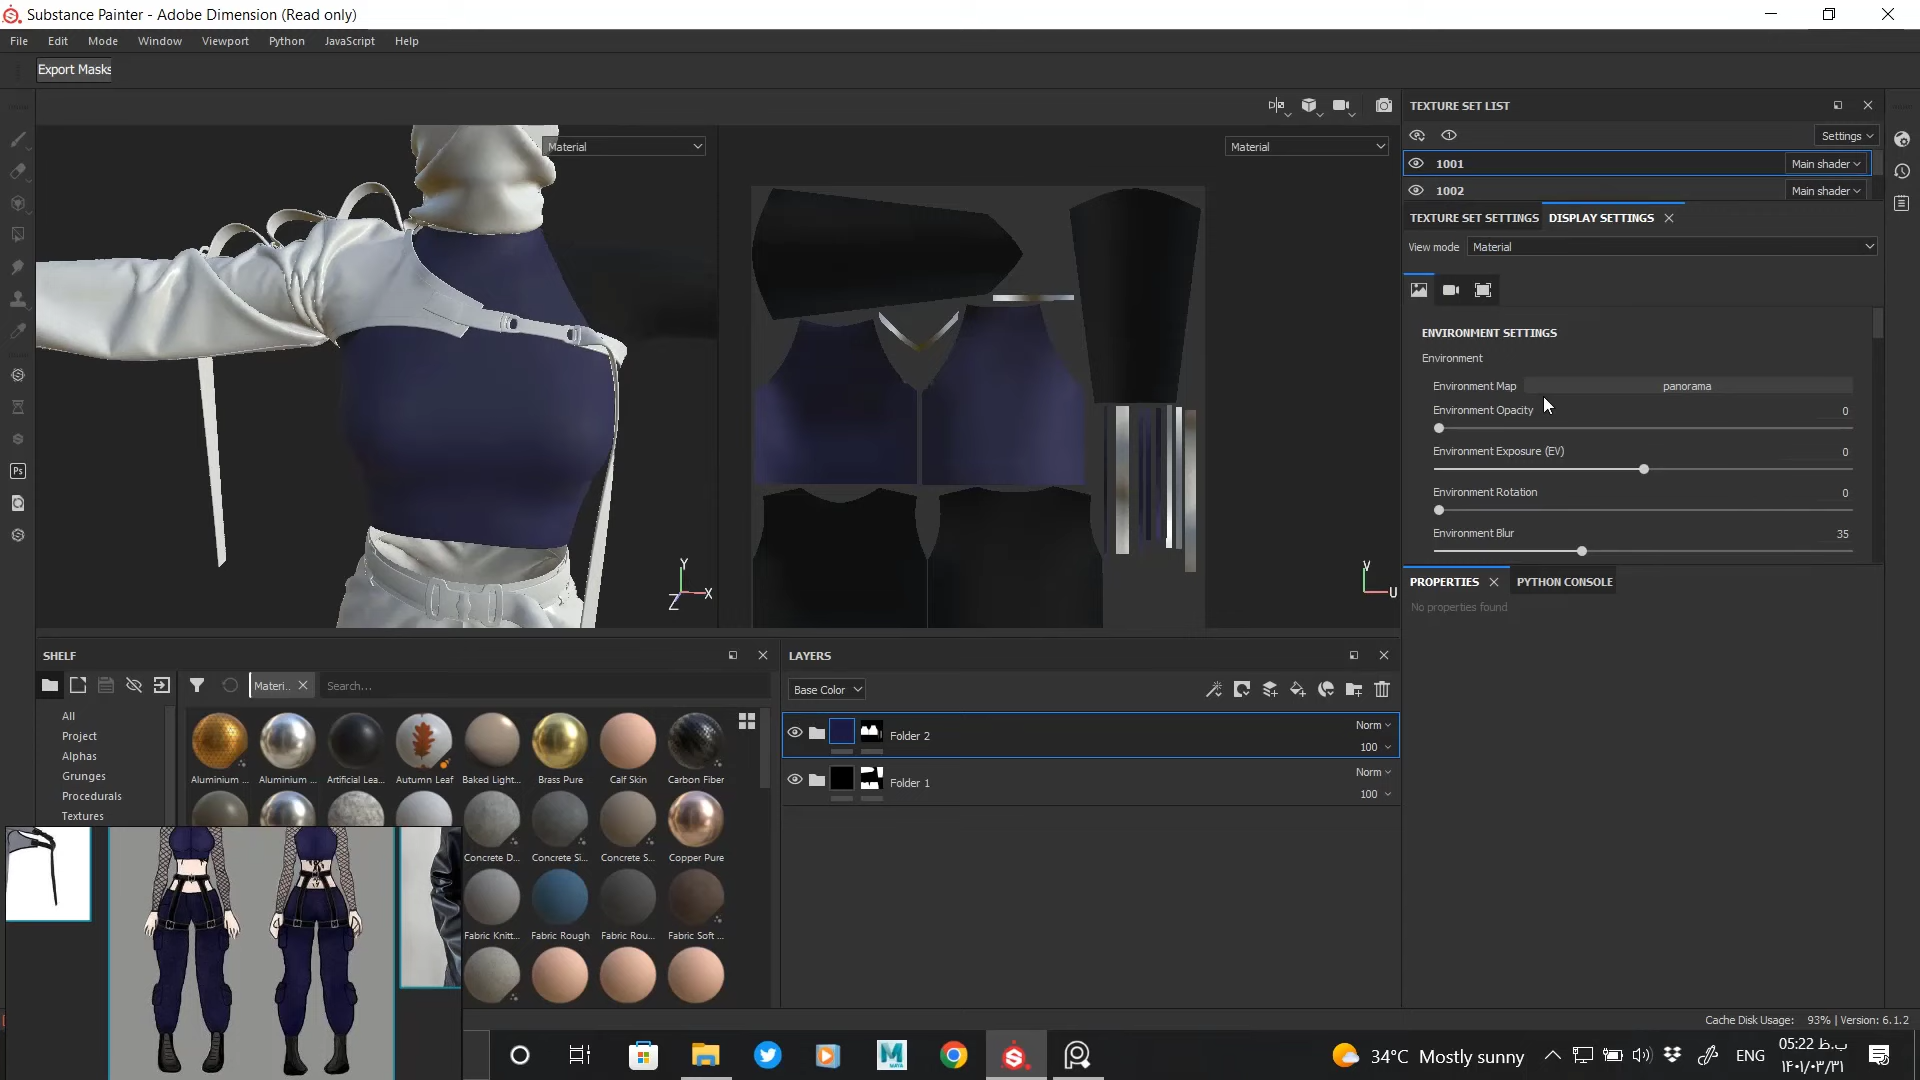 Substance Painter - Adobe Dimension (Read only)
File Edit Mode Window Viewport Python JavaScript Help
Export Masks
Material
Material
TEXTURE SET LIST
Settings
1001 Main shader
1002 Main shader
TEXTURE SET SETTINGS DISPLAY SETTINGS
View mode Material
ENVIRONMENT SETTINGS
Environment
Environment Map panorama
Environment Opacity 0
Environment Exposure (EV) 0
Environment Rotation 0
Environment Blur 35
Y
X
Z
V
U
PROPERTIES PYTHON CONSOLE
No properties found
SHELF
Materi.. Search...
All
Project
Alphas
Grunges
Procedurals
Textures
Aluminium ... Aluminium ... Artificial Lea... Autumn Leaf Baked Light... Brass Pure Calf Skin Carbon Fiber
Concrete D... Concrete Si... Concrete S... Copper Pure
Fabric Knitt... Fabric Rough Fabric Rou... Fabric Soft ...
LAYERS
Base Color
Folder 2 Norm
100
Folder 1 Norm
100
Cache Disk Usage: 93% | Version: 6.1.2
Ps
M
MAYA
34°C Mostly sunny
ENG
05:22 ب.ظ
۱۴۰۱/۰۳/۳۱